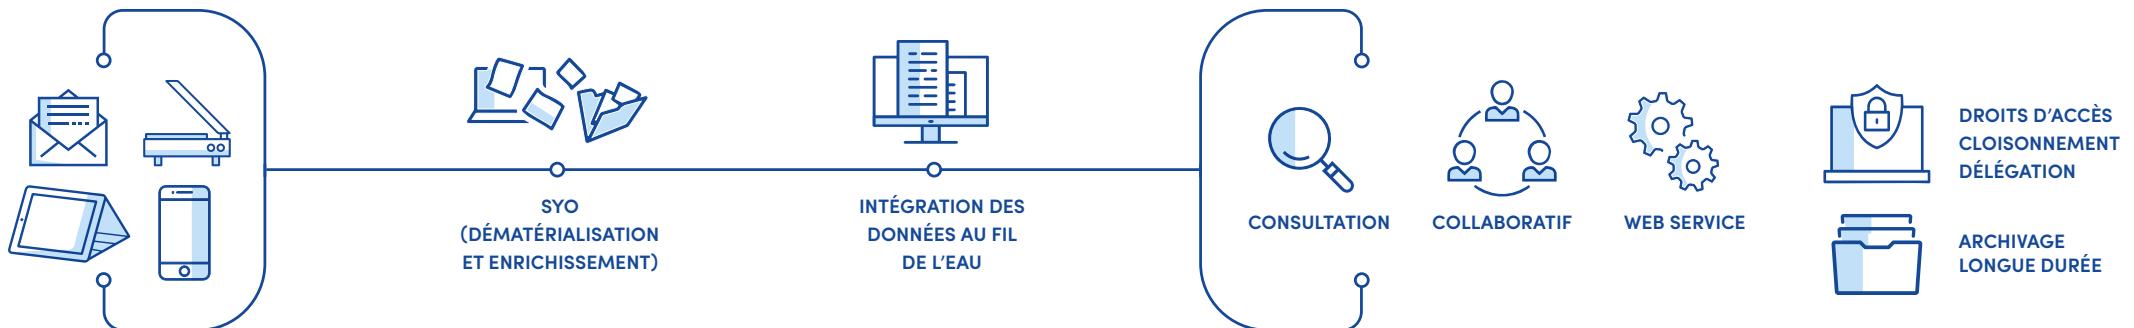 SYO
(DÉMATÉRIALISATION
ET ENRICHISSEMENT)
INTÉGRATION DES
DONNÉES AU FIL
DE L’EAU
CONSULTATION
COLLABORATIF
WEB SERVICE
DROITS D’ACCÈS
CLOISONNEMENT
DÉLÉGATION
ARCHIVAGE
LONGUE DURÉE